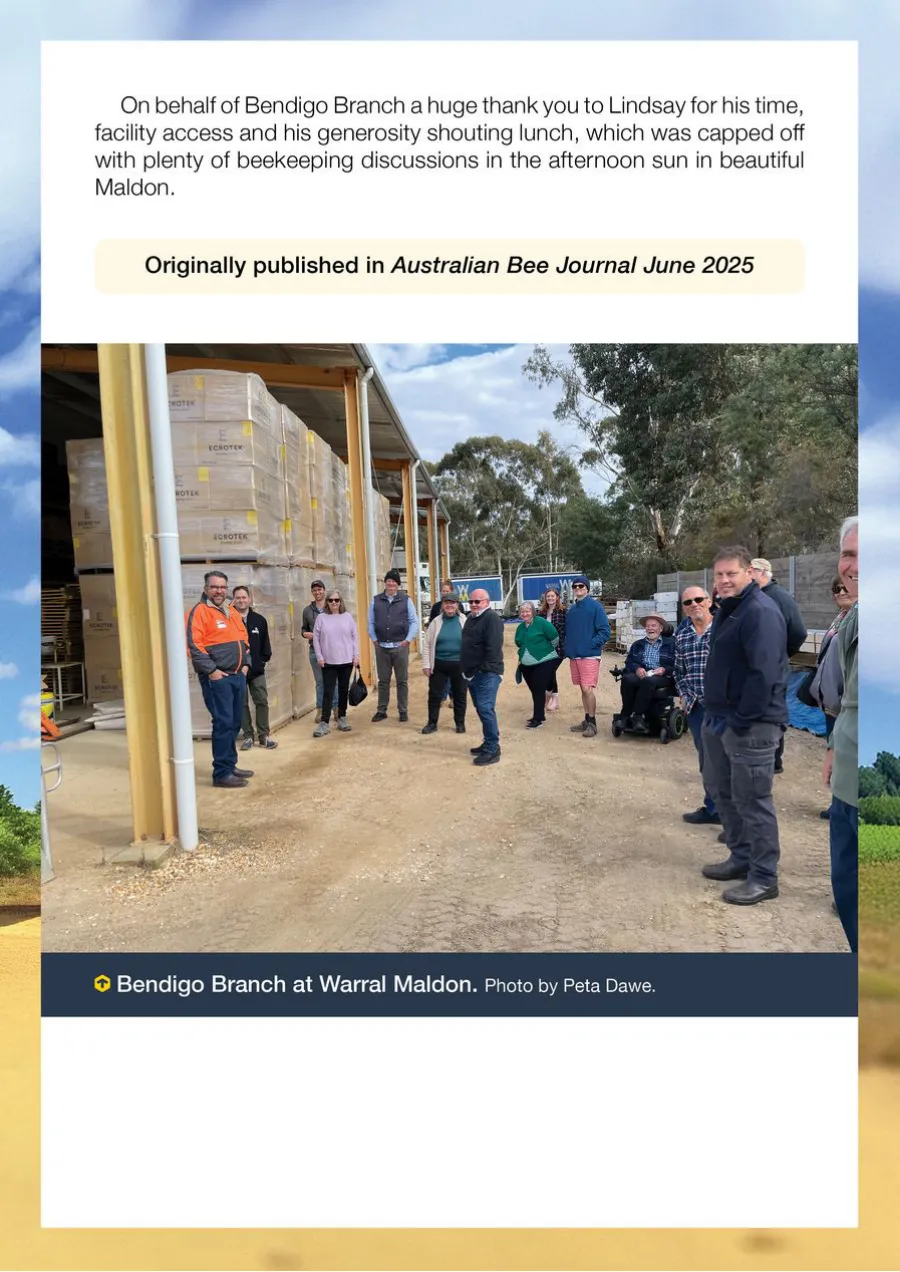 On behalf of Bendigo Branch a huge thank you to Lindsay for his time,
facility access and his generosity shouting lunch, which was capped off
with plenty of beekeeping discussions in the afternoon sun in beautiful
Maldon.
Originally published in Australian Bee Journal June 2025
ECROTEK
ECROTEK
ECROTEK
ECROTEK
Bendigo Branch at Warral Maldon. Photo by Peta Dawe.